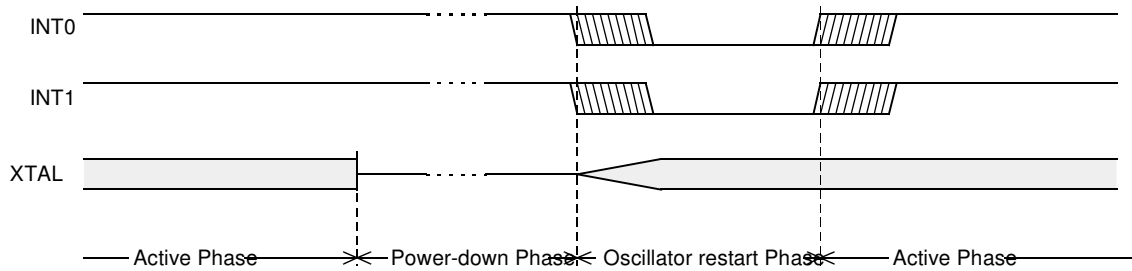 INT0
INT1
XTAL
Active Phase Power-down Phase Oscillator restart Phase Active Phase